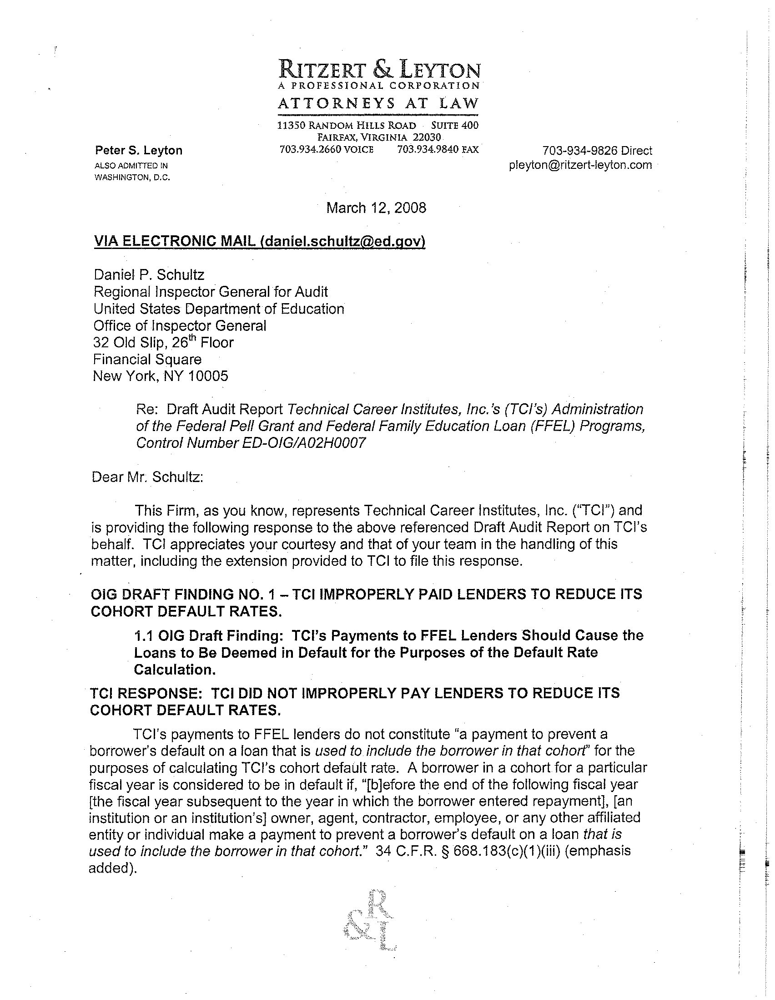 RITZERT & LEYTON
A PROFESSIONAL CORPORATION
ATTORNEYS AT LAW
11350 RANDOM HILLS ROAD SUITE 400
FAIRFAX, VIRGINIA 22030
703.934.2660 VOICE 703.934.9840 FAX
Peter S. Leyton
ALSO ADMITTED IN
WASHINGTON, D.C.
703-934-9826 Direct
pleyton@ritzert-leyton.com
March 12, 2008
VIA ELECTRONIC MAIL (daniel.schultz@ed.gov)
Daniel P. Schultz
Regional Inspector General for Audit
United States Department of Education
Office of Inspector General
32 Old Slip, 26th Floor
Financial Square
New York, NY 10005
Re: Draft Audit Report Technical Career Institutes, Inc.'s (TCI's) Administration
of the Federal Pell Grant and Federal Family Education Loan (FFEL) Programs,
Control Number ED-OIG/A02H0007
Dear Mr. Schultz:
This Firm, as you know, represents Technical Career Institutes, Inc. ("TCI") and
is providing the following response to the above referenced Draft Audit Report on TCI's
behalf. TCI appreciates your courtesy and that of your team in the handling of this
matter, including the extension provided to TCI to file this response.
OIG DRAFT FINDING NO. 1 – TCI IMPROPERLY PAID LENDERS TO REDUCE ITS
COHORT DEFAULT RATES.
1.1 OIG Draft Finding: TCI's Payments to FFEL Lenders Should Cause the
Loans to Be Deemed in Default for the Purposes of the Default Rate
Calculation.
TCI RESPONSE: TCI DID NOT IMPROPERLY PAY LENDERS TO REDUCE ITS
COHORT DEFAULT RATES.
TCI's payments to FFEL lenders do not constitute "a payment to prevent a
borrower's default on a loan that is used to include the borrower in that cohort" for the
purposes of calculating TCI's cohort default rate. A borrower in a cohort for a particular
fiscal year is considered to be in default if, "[b]efore the end of the following fiscal year
[the fiscal year subsequent to the year in which the borrower entered repayment], [an
institution or an institution's] owner, agent, contractor, employee, or any other affiliated
entity or individual make a payment to prevent a borrower's default on a loan that is
used to include the borrower in that cohort." 34 C.F.R. § 668.183(c)(1)(iii) (emphasis
added).
R
&L